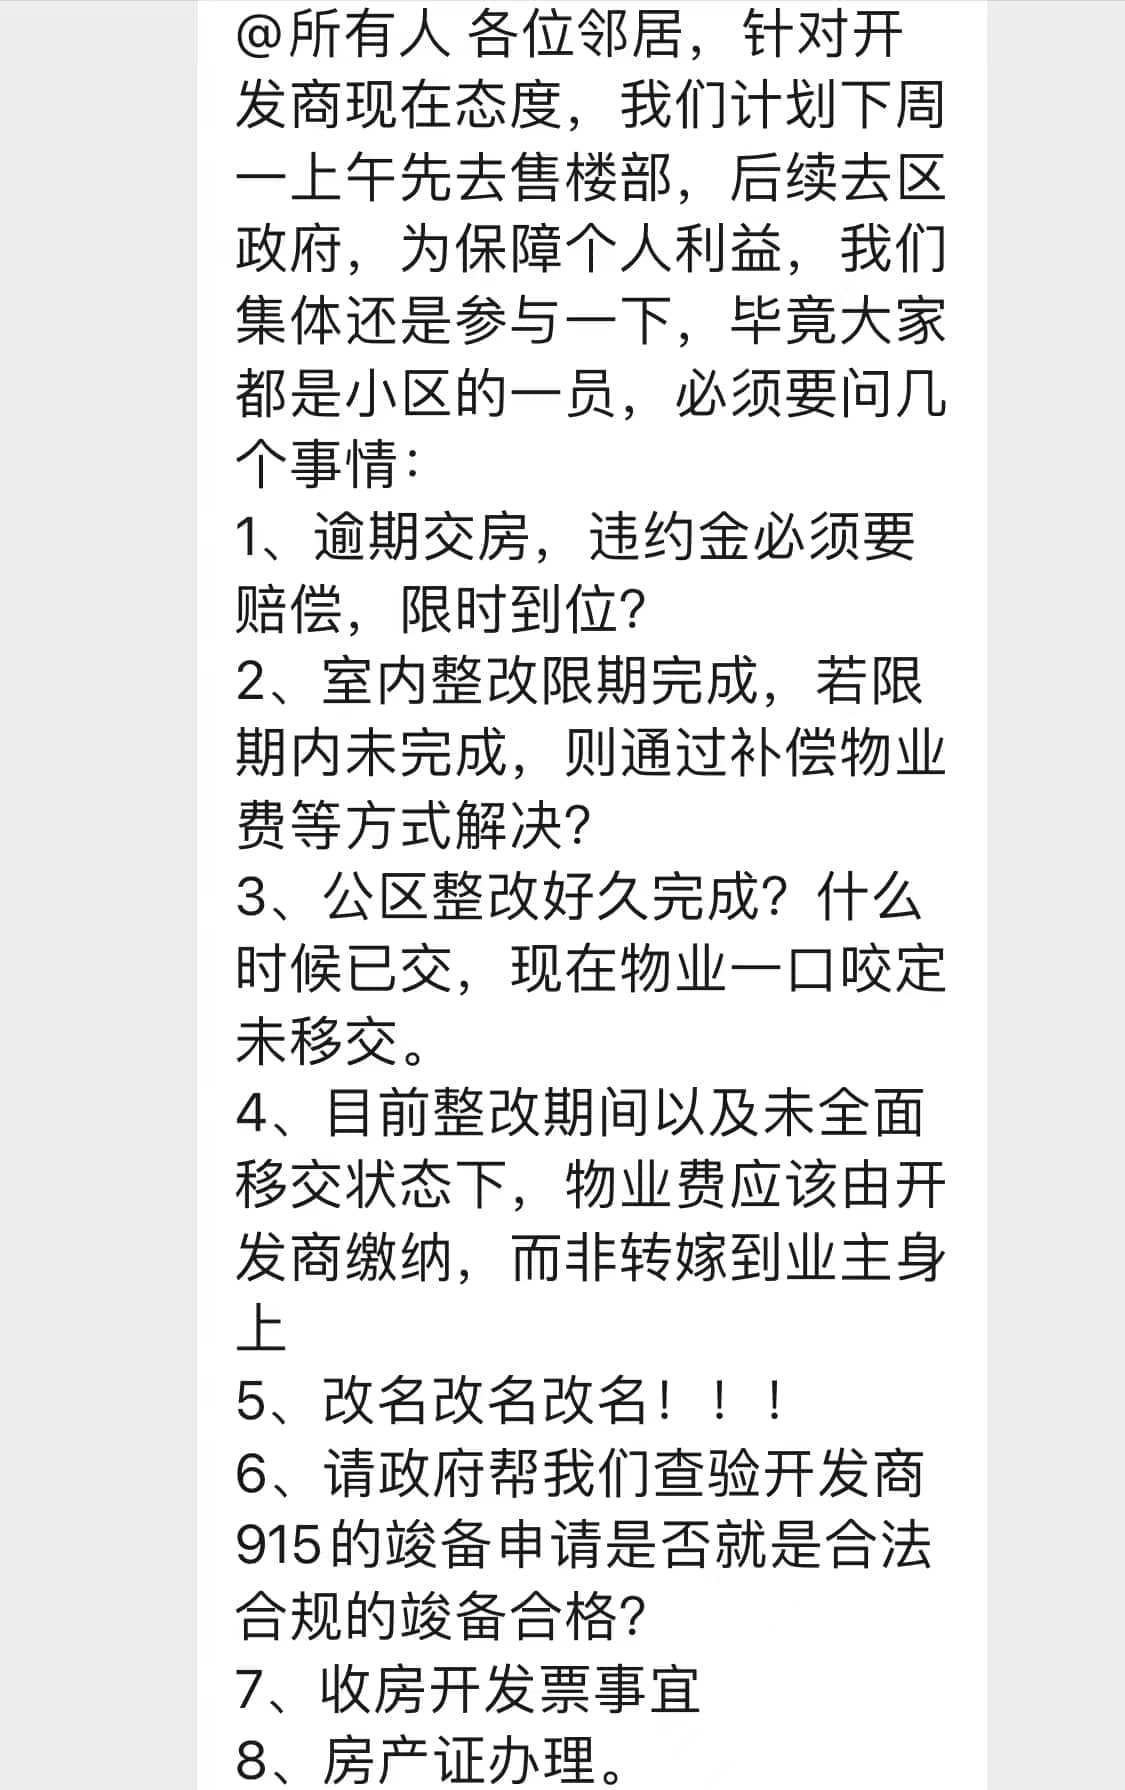 @所有人 各位邻居，针对开
发商现在态度，我们计划下周
一上午先去售楼部，后续去区
政府，为保障个人利益，我们
集体还是参与一下，毕竟大家
都是小区的一员，必须要问几
个事情：
1、逾期交房，违约金必须要
赔偿，限时到位?
2、室内整改限期完成，若限
期内未完成，则通过补偿物业
费等方式解决?
3、公区整改好久完成？什么
时候已交，现在物业一口咬定
未移交。
4、目前整改期间以及未全面
移交状态下，物业费应该由开
发商缴纳，而非转嫁到业主身
上
5、改名改名改名！！！
6、请政府帮我们查验开发商
915的竣备申请是否就是合法
合规的竣备合格?
7、收房开发票事宜
8、房产证办理。